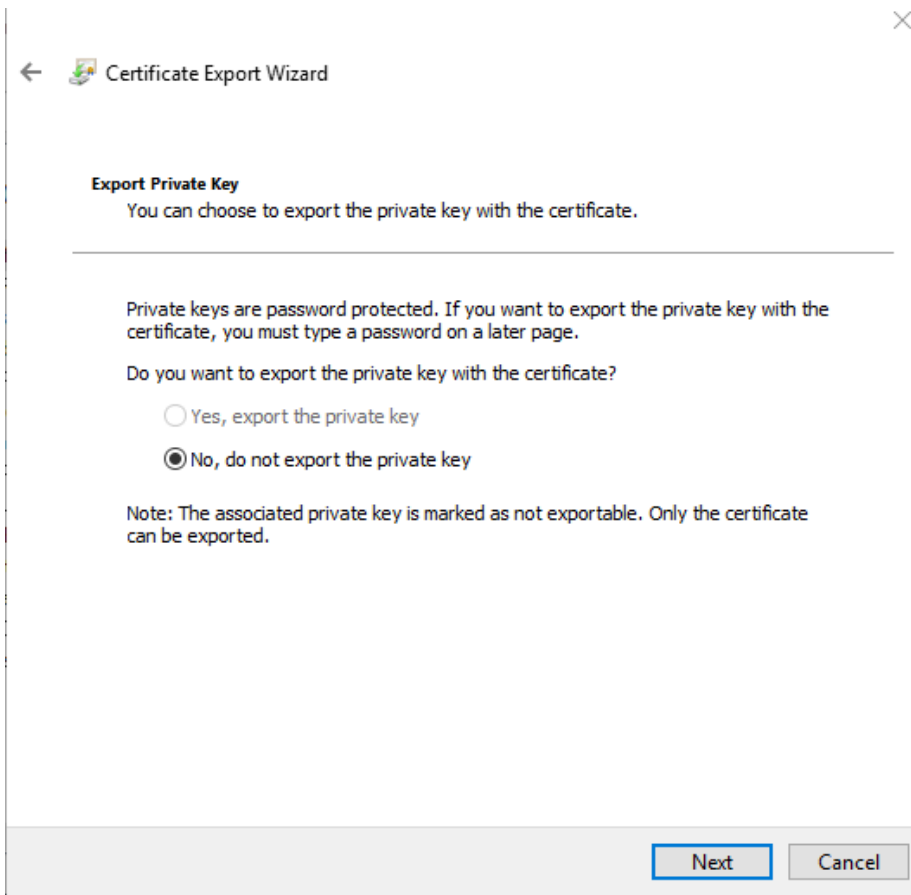 Certificate Export Wizard
Export Private Key
You can choose to export the private key with the certificate.
Private keys are password protected. If you want to export the private key with the
certificate, you must type a password on a later page.
Do you want to export the private key with the certificate?
Yes, export the private key
No, do not export the private key
Note: The associated private key is marked as not exportable. Only the certificate
can be exported.
Next
Cancel